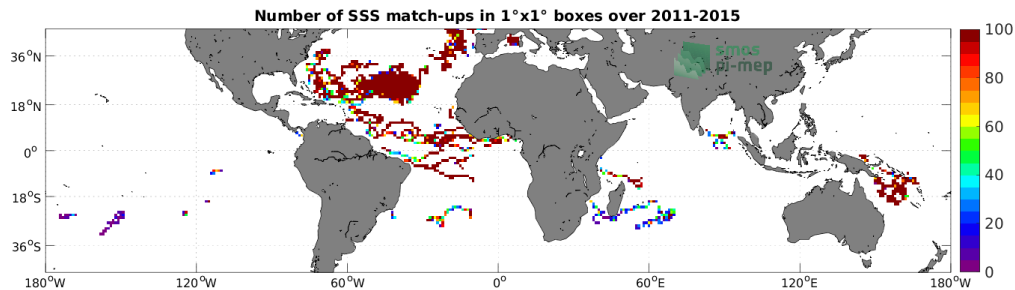 Number of SSS match-ups in 1°x1° boxes over 2011-2015
smos
pi-mep
36°N
18°N
0°
18°S
36°S
180°W
120°W
60°W
0°
60°E
120°E
180°W
100
80
60
40
20
0